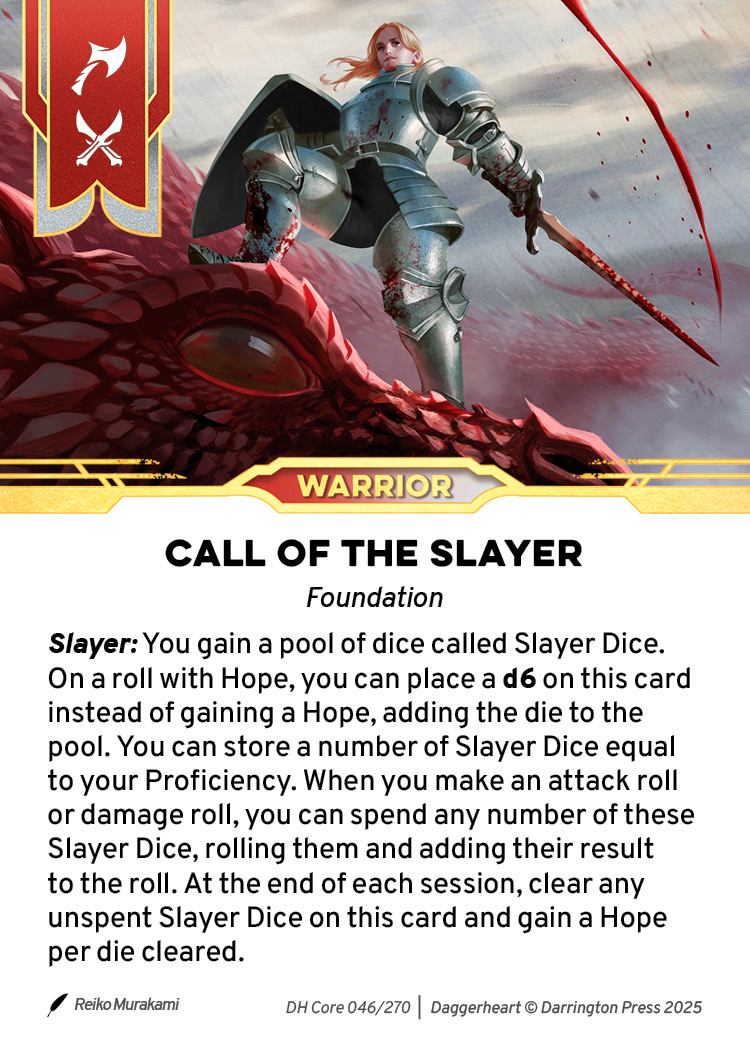 WARRIOR
CALL OF THE SLAYER
Foundation
Slayer: You gain a pool of dice called Slayer Dice.
On a roll with Hope, you can place a d6 on this card
instead of gaining a Hope, adding the die to the
pool. You can store a number of Slayer Dice equal
to your Proficiency. When you make an attack roll
or damage roll, you can spend any number of these
Slayer Dice, rolling them and adding their result
to the roll. At the end of each session, clear any
unspent Slayer Dice on this card and gain a Hope
per die cleared.
Reiko Murakami
DH Core 046/270 | Daggerheart © Darrington Press 2025